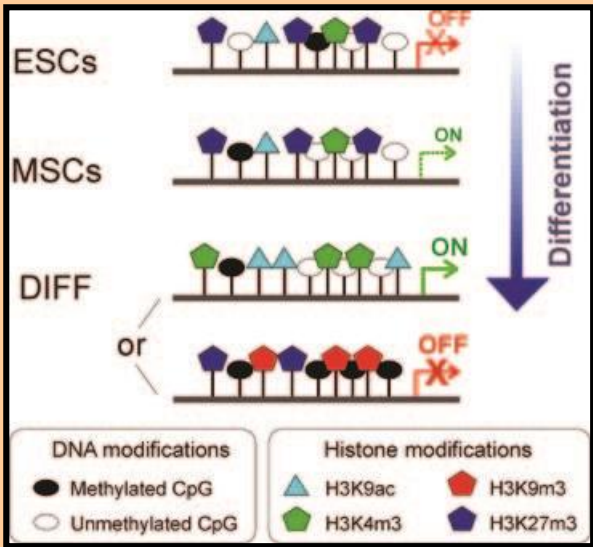 ESCs
OFF
MSCs
ON
DIFF
ON
or
OFF
Differentiation
DNA modifications
Methylated CpG
Unmethylated CpG
Histone modifications
H3K9ac
H3K9m3
H3K4m3
H3K27m3